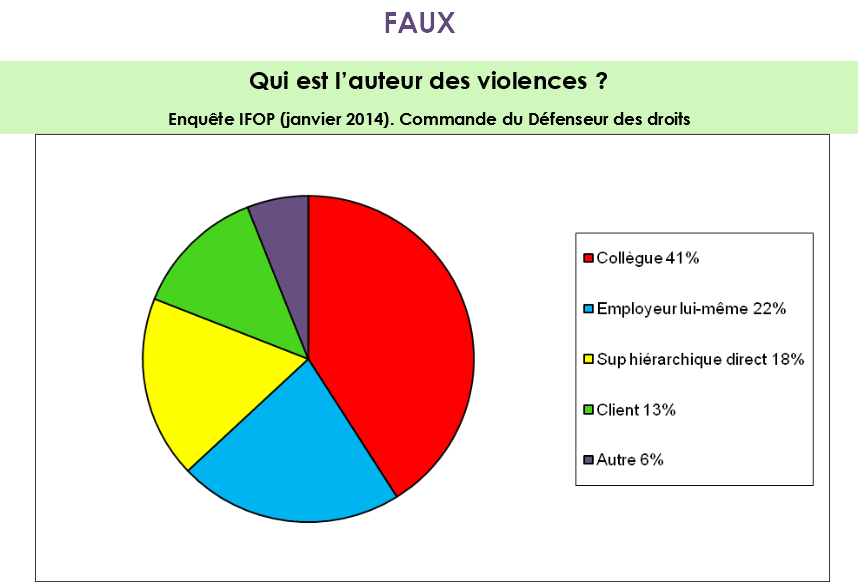 FAUX
Qui est l’auteur des violences ?
Enquête IFOP (janvier 2014). Commande du Défenseur des droits
Collègue 41%
Employeur lui-même 22%
Sup hiérarchique direct 18%
Client 13%
Autre 6%